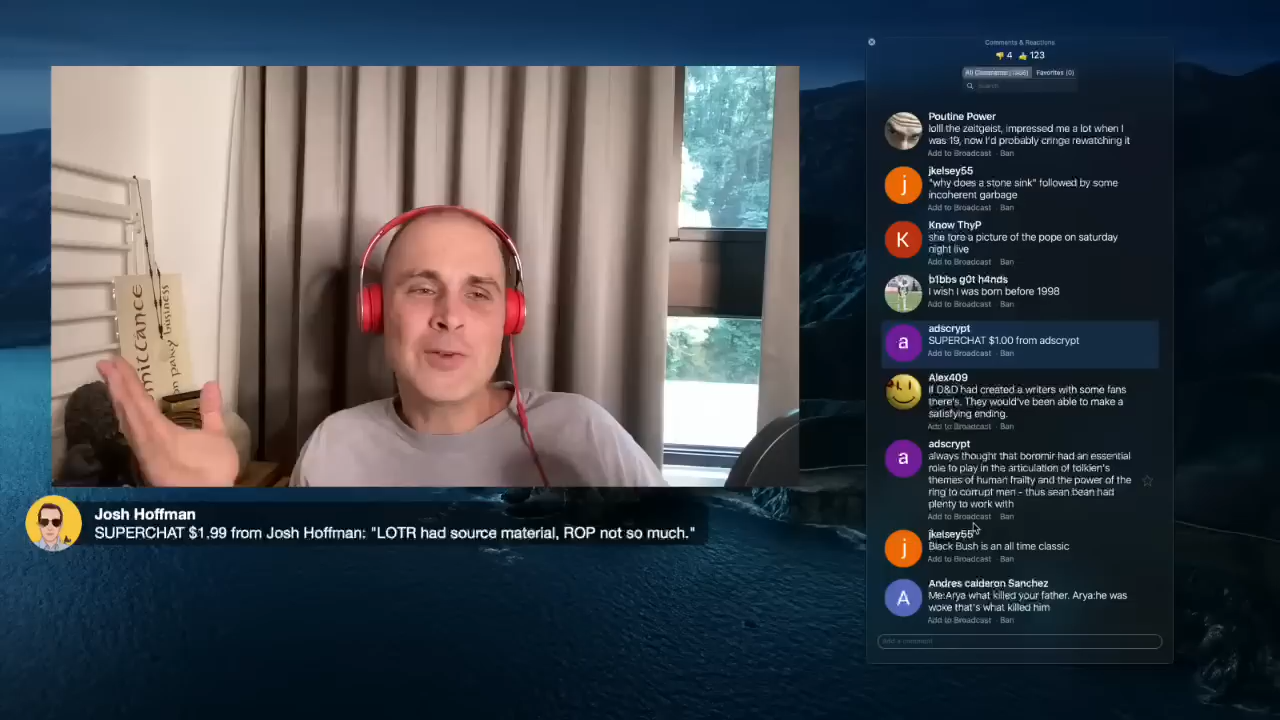 Comments & Reactions
4 123
Favorites (0)
Search
Poutine Power
lolll the zeitgeist, impressed me a lot when I
was 19, now I'd probably cringe rewatching it
Add to Broadcast Ban
jkelsey55
"why does a stone sink" followed by some
incoherent garbage
Add to Broadcast Ban
Know ThyP
she tore a picture of the pope on saturday
night live
Add to Broadcast Ban
b1bbs g0t h4nds
I wish I was born before 1998
Add to Broadcast Ban
adscrypt
SUPERCHAT $1.00 from adscrypt
Add to Broadcast Ban
Alex409
if D&D had created a writers with some fans
there's. They would've been able to make a
satisfying ending.
Add to Broadcast Ban
adscrypt
always thought that boromir had an essential
role to play in the articulation of tolkien's
themes of human frailty and the power of the
ring to corrupt men - thus sean bean had
plenty to work with
Add to Broadcast Ban
jkelsey55
Black Bush is an all time classic
Add to Broadcast Ban
Andres calderon Sanchez
Me:Arya what killed your father. Arya:he was
woke that's what killed him
Add to Broadcast Ban
Add a comment
Josh Hoffman
SUPERCHAT $1.99 from Josh Hoffman: "LOTR had source material, ROP not so much."
business